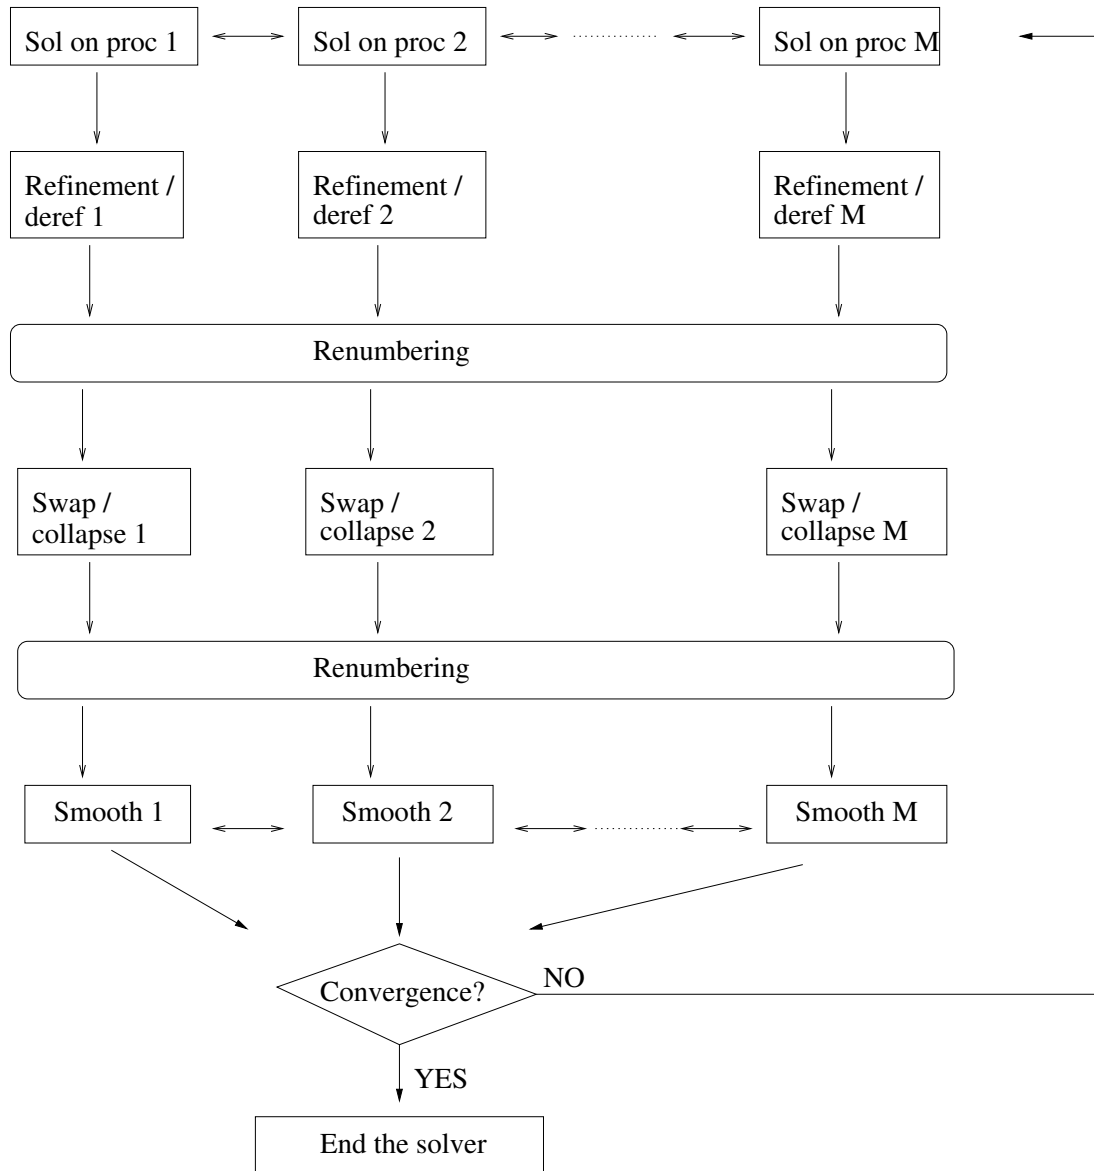 Sol on proc 1
Sol on proc 2
Sol on proc M
Refinement /
deref 1
Refinement /
deref 2
Refinement /
deref M
Renumbering
Swap /
collapse 1
Swap /
collapse 2
Swap /
collapse M
Renumbering
Smooth 1
Smooth 2
Smooth M
Convergence?
NO
YES
End the solver